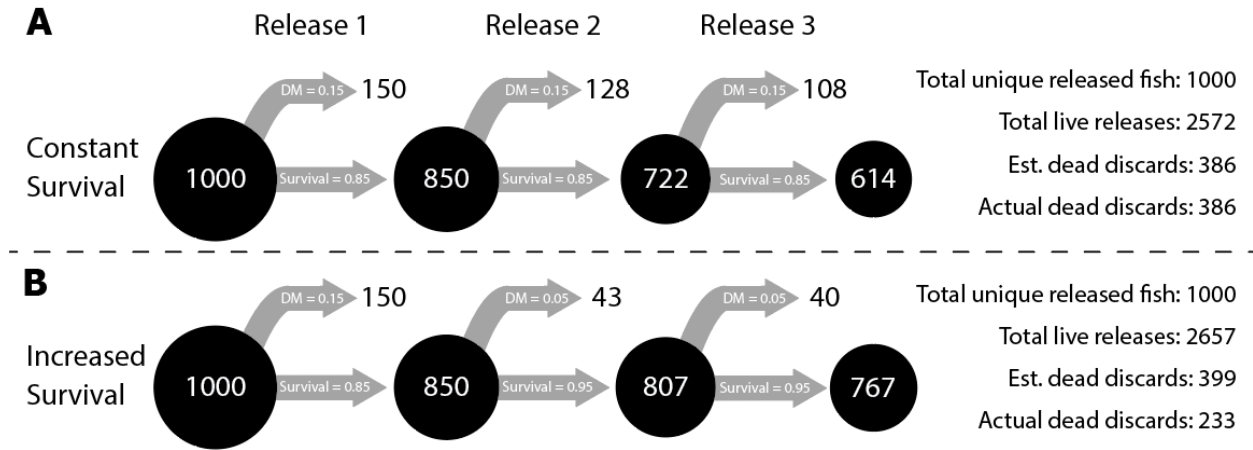 A
Release 1
Release 2
Release 3
DM = 0.15
150
DM = 0.15
128
DM = 0.15
108
Constant
Survival
1000
Survival = 0.85
850
Survival = 0.85
722
Survival = 0.85
614
Total unique released fish: 1000
Total live releases: 2572
Est. dead discards: 386
Actual dead discards: 386
B
DM = 0.15
150
DM = 0.05
43
DM = 0.05
40
Increased
Survival
1000
Survival = 0.85
850
Survival = 0.95
807
Survival = 0.95
767
Total unique released fish: 1000
Total live releases: 2657
Est. dead discards: 399
Actual dead discards: 233